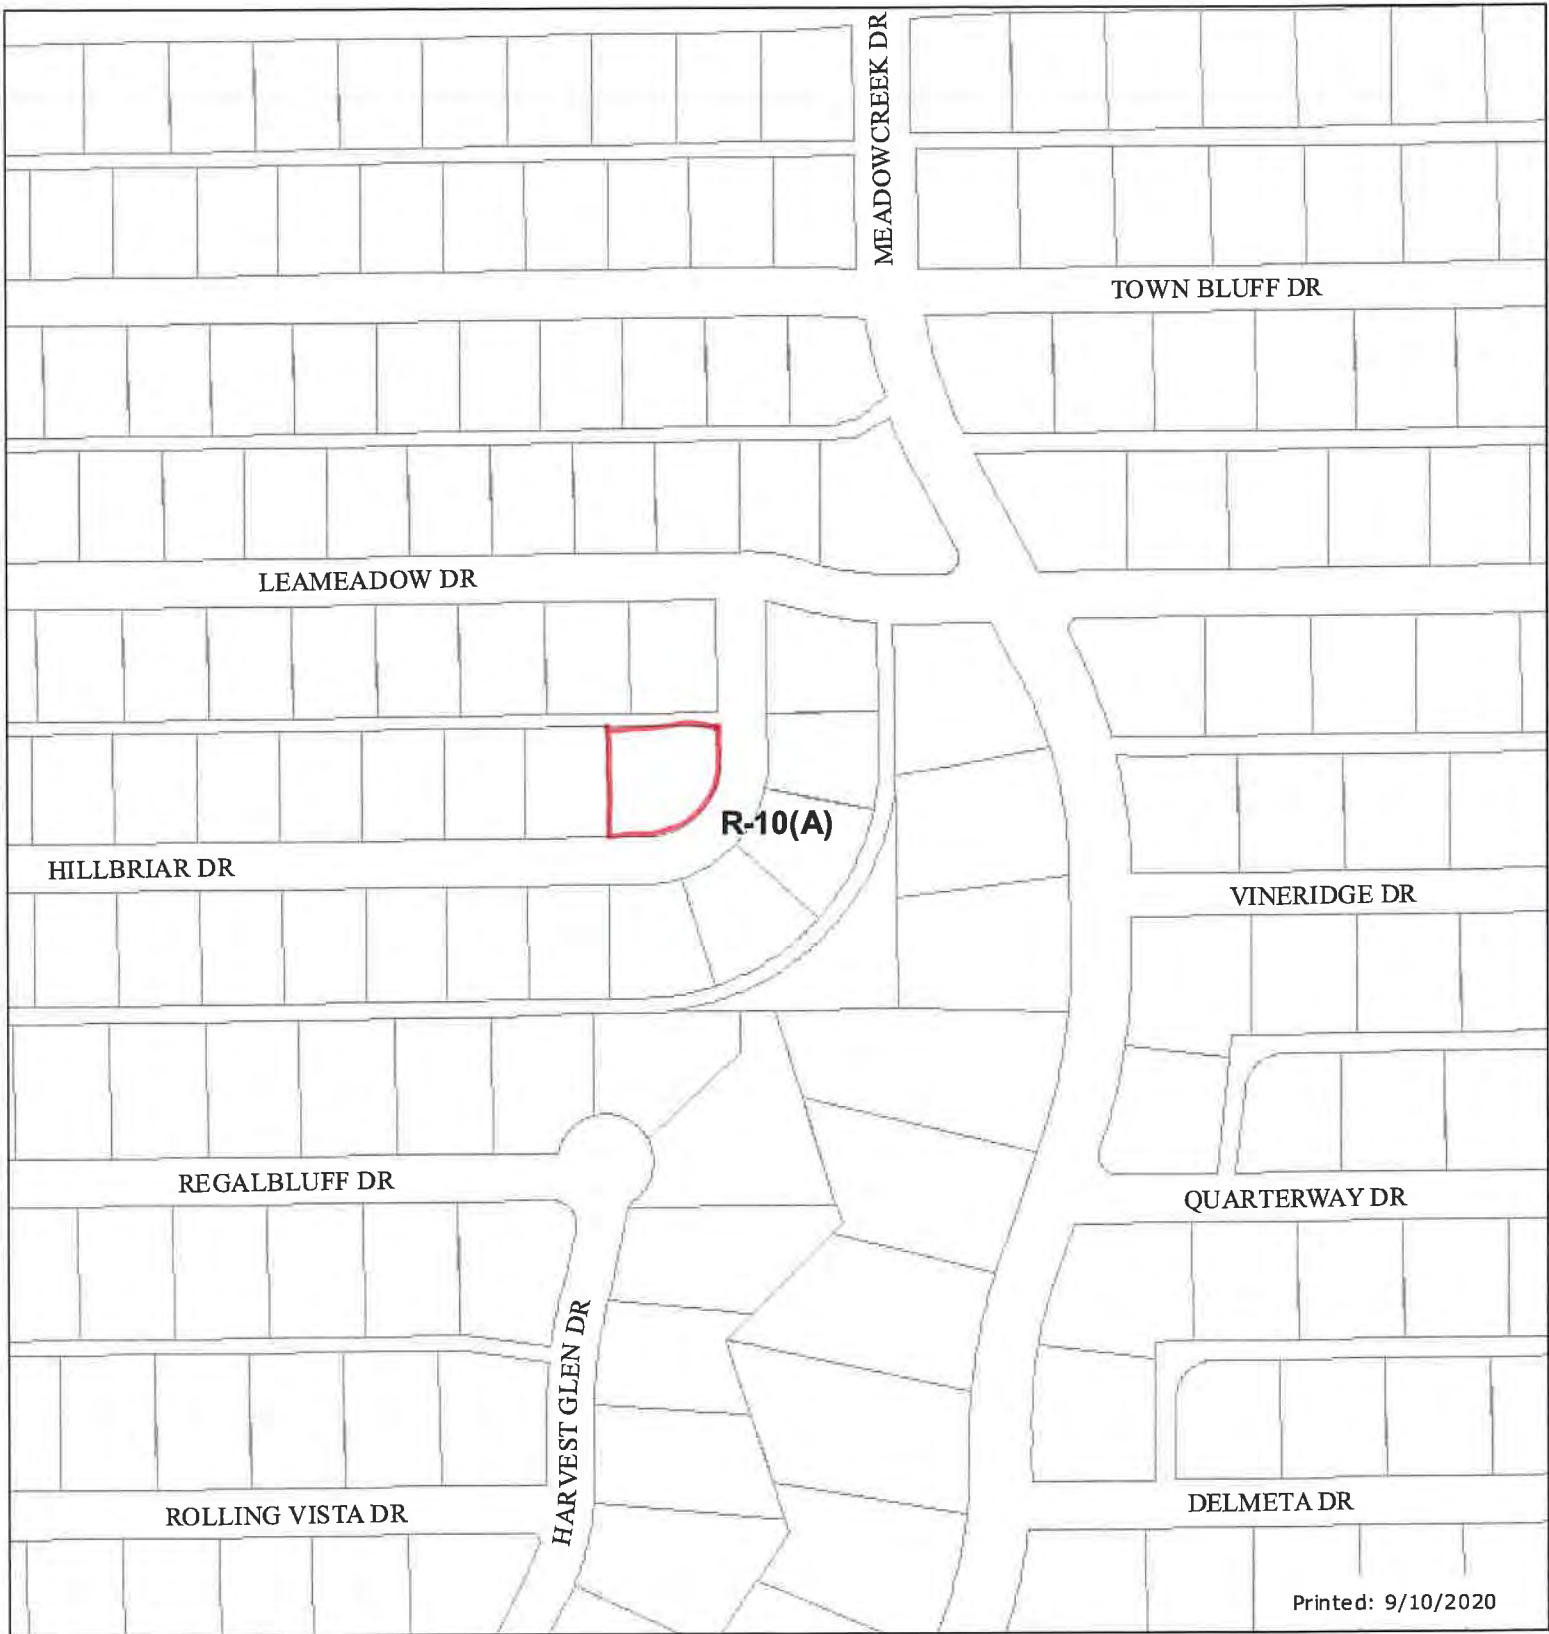 MEADOWCREEK DR
TOWN BLUFF DR
LEAMEADOW DR
R-10(A)
HILLBRIAR DR
VINERIDGE DR
REGALBLUFF DR
QUARTERWAY DR
HARVEST GLEN DR
ROLLING VISTA DR
DELMETA DR
Printed: 9/10/2020